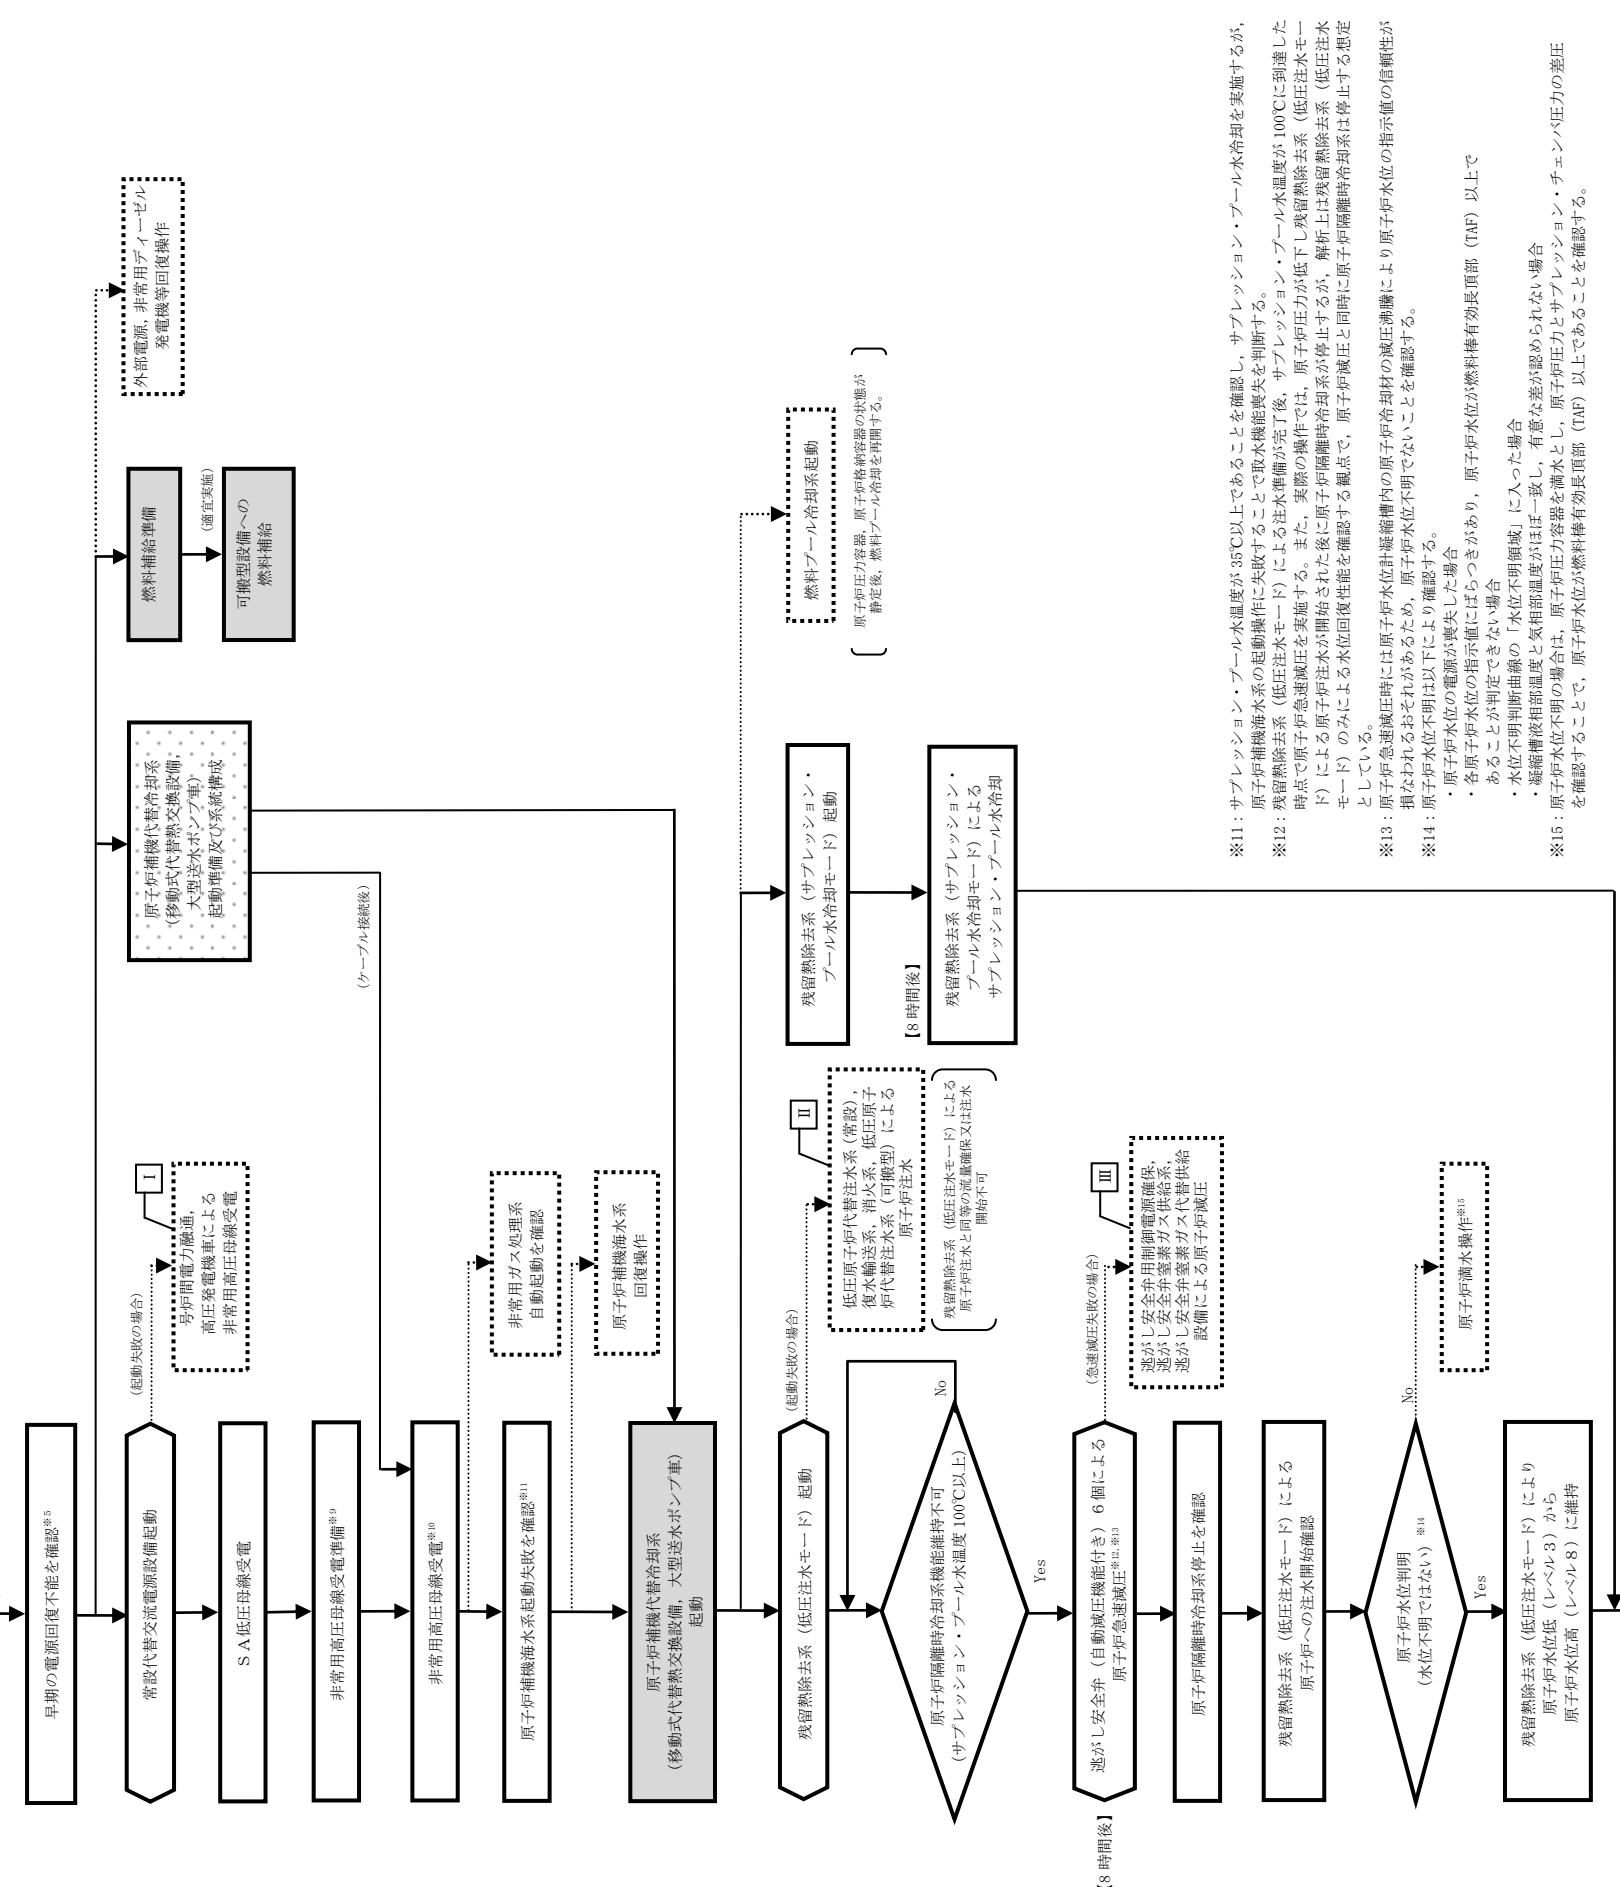 早期の電源回復不能を確認※5
常設代替交流電源設備起動
(起動失敗の場合)
Ⅰ
号炉間電力融通,
高圧発電機車による
非常用高圧母線受電
ＳＡ低圧母線受電
非常用高圧母線受電準備※9
非常用高圧母線受電※10
原子炉補機海水系起動失敗を確認※11
非常用ガス処理系
自動起動を確認
原子炉補機海水系
回復操作
原子炉補機代替冷却系
(移動式代替熱交換設備,
大型送水ポンプ車)
起動準備及び系統構成
(ケーブル接続後)
燃料補給準備
(適宜実施)
可搬型設備への
燃料補給
外部電源,非常用ディーゼル
発電機等回復操作
原子炉補機代替冷却系
(移動式代替熱交換設備,大型送水ポンプ車)
起動
残留熱除去系（低圧注水モード）起動
(起動失敗の場合)
Ⅱ
低圧原子炉代替注水系（常設）,
復水輸送系,消火系,低圧原子
炉代替注水系（可搬型）による
原子炉注水
残留熱除去系（低圧注水モード）による
原子炉注水と同等の流量確保又は注水
開始不可
残留熱除去系（サプレッション・
プール水冷却モード）起動
【8 時間後】
残留熱除去系（サプレッション・
プール水冷却モード）による
サプレッション・プール水冷却
燃料プール冷却系起動
原子炉圧力容器,原子炉格納容器の状態が
静定後,燃料プール冷却を再開する。
原子炉隔離時冷却系機能維持不可
(サプレッション・プール水温度 100℃以上)
No
Yes
【8 時間後】
逃がし安全弁（自動減圧機能付き）６個による
原子炉急速減圧※12,※13
(急速減圧失敗の場合)
Ⅲ
逃がし安全弁用制御電源確保,
逃がし安全弁窒素ガス供給系,
逃がし安全弁窒素ガス代替供給
設備による原子炉減圧
原子炉隔離時冷却系停止を確認
残留熱除去系（低圧注水モード）による
原子炉への注水開始確認
原子炉水位判明
(水位不明ではない)※14
No
原子炉満水操作※15
Yes
残留熱除去系（低圧注水モード）により
原子炉水位低（レベル３）から
原子炉水位高（レベル８）に維持
※11：サプレッション・プール水温度が 35℃以上であることを確認し，サプレッション・プール水冷却を実施するが，
原子炉補機海水系の起動操作に失敗することで取水機能喪失を判断する。
※12：残留熱除去系（低圧注水モード）による注水準備が完了後，サプレッション・プール水温度が 100℃に到達した
時点で原子炉急速減圧を実施する。また，実際の操作では，原子炉圧力が低下し残留熱除去系（低圧注水モー
ド）による原子炉注水が開始された後に原子炉隔離時冷却系が停止するが，解析上は残留熱除去系（低圧注水
モード）のみによる水位回復性能を確認する観点で，原子炉減圧と同時に原子炉隔離時冷却系は停止する想定
としている。
※13：原子炉急速減圧時には原子炉水位計凝縮槽内の原子炉冷却材の減圧沸騰により原子炉水位の指示値の信頼性が
損なわれるおそれがあるため，原子炉水位不明でないことを確認する。
※14：原子炉水位不明は以下により確認する。
・原子炉水位の電源が喪失した場合
・各原子炉水位の指示値にばらつきがあり，原子炉水位が燃料棒有効長頂部（TAF）以上で
あることが判定できない場合
・水位不明判断曲線の「水位不明領域」に入った場合
・凝縮槽液相部温度と気相部温度がほぼ一致し，有意な差が認められない場合
※15：原子炉水位不明の場合は，原子炉圧力容器を満水とし，原子炉圧力とサプレッション・チェンバ圧力の差圧
を確認することで，原子炉水位が燃料棒有効長頂部（TAF）以上であることを確認する。